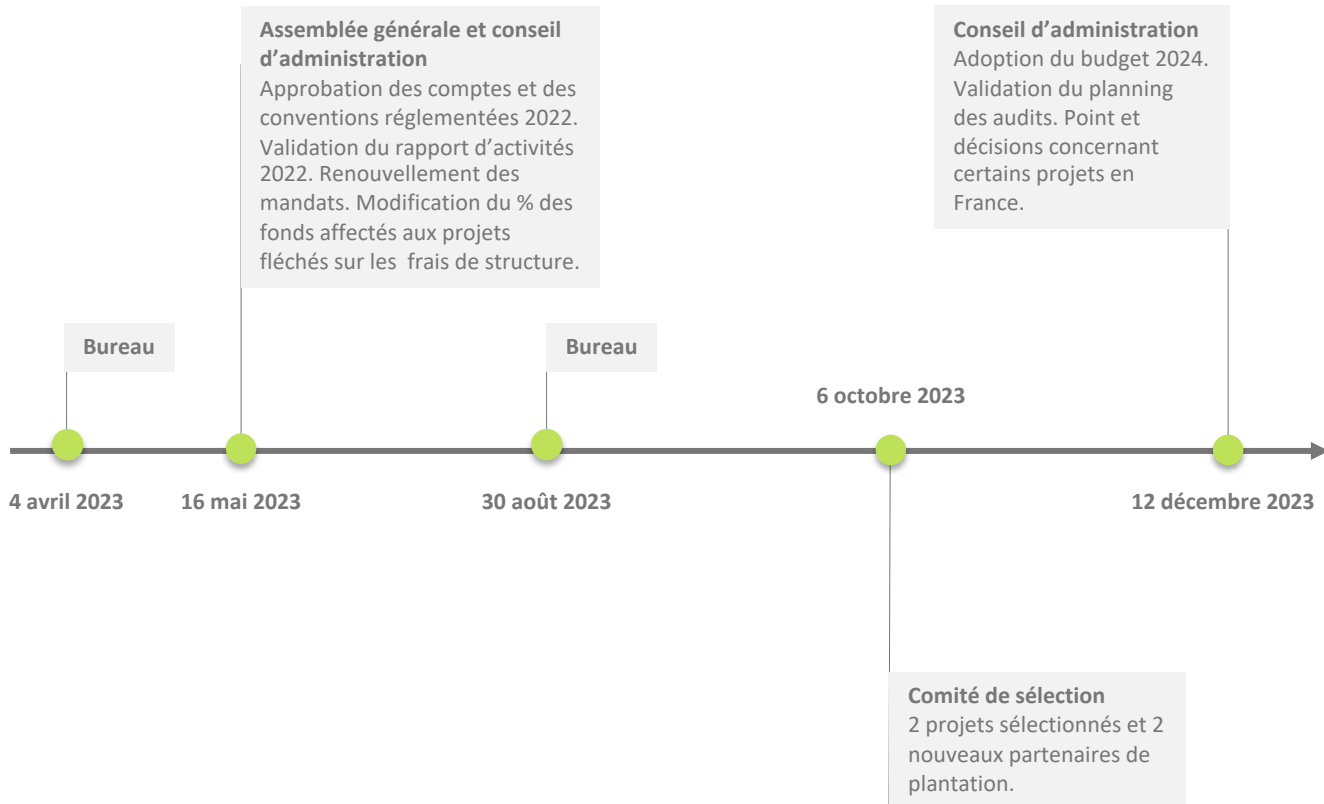 Assemblée générale et conseil
d’administration
Approbation des comptes et des
conventions réglementées 2022.
Validation du rapport d’activités
2022. Renouvellement des
mandats. Modification du % des
fonds affectés aux projets
fléchés sur les  frais de structure.
Conseil d’administration
Adoption du budget 2024.
Validation du planning
des audits. Point et
décisions concernant
certains projets en
France.
Bureau
Bureau
6 octobre 2023
4 avril 2023
16 mai 2023
30 août 2023
12 décembre 2023
Comité de sélection
2 projets sélectionnés et 2
nouveaux partenaires de
plantation.